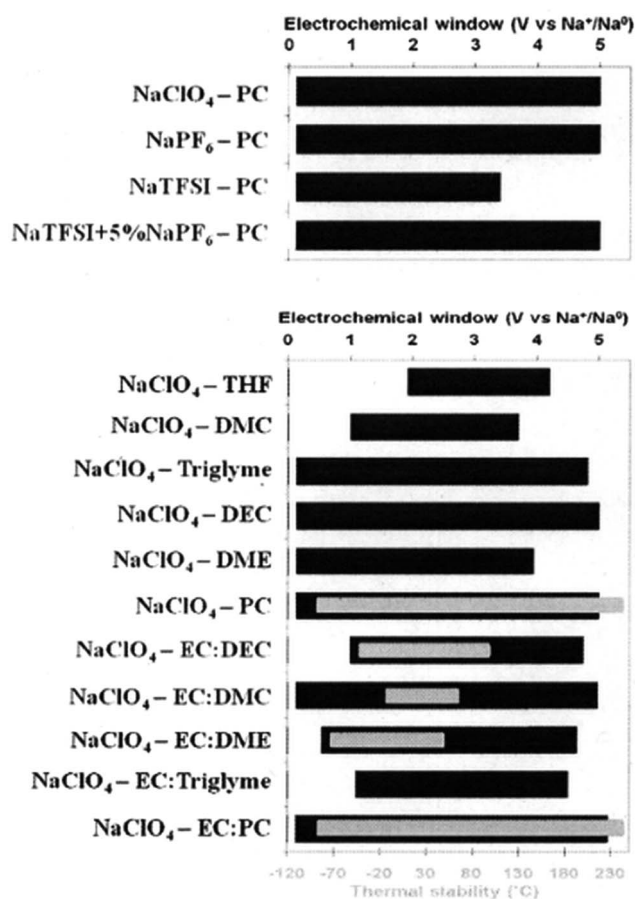 Electrochemical window (V vs Na⁺/Na⁰)
0 1 2 3 4 5
NaClO₄ – PC
NaPF₆ – PC
NaTFSI – PC
NaTFSI+5%NaPF₆ – PC
Electrochemical window (V vs Na⁺/Na⁰)
0 1 2 3 4 5
NaClO₄ – THF
NaClO₄ – DMC
NaClO₄ – Triglyme
NaClO₄ – DEC
NaClO₄ – DME
NaClO₄ – PC
NaClO₄ – EC:DEC
NaClO₄ – EC:DMC
NaClO₄ – EC:DME
NaClO₄ – EC:Triglyme
NaClO₄ – EC:PC
-120 -70 -20 30 80 130 180 230
Thermal stability (°C)